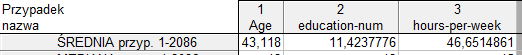 Przypadek 1 2 3
nazwa Age education-num hours-per-week
ŚREDNIA przyp. 1-2086 43,118 11,4237776 46,6514861